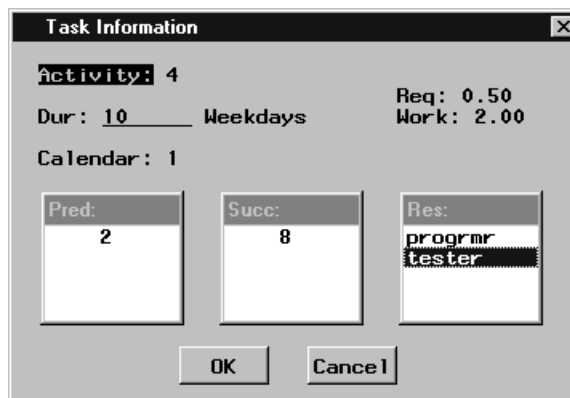 Task Information
Activity: 4
Req: 0.50
Dur: 10 Weekdays
Work: 2.00
Calendar: 1
Pred:
2
Succ:
8
Res:
progrmr
tester
OK
Cancel